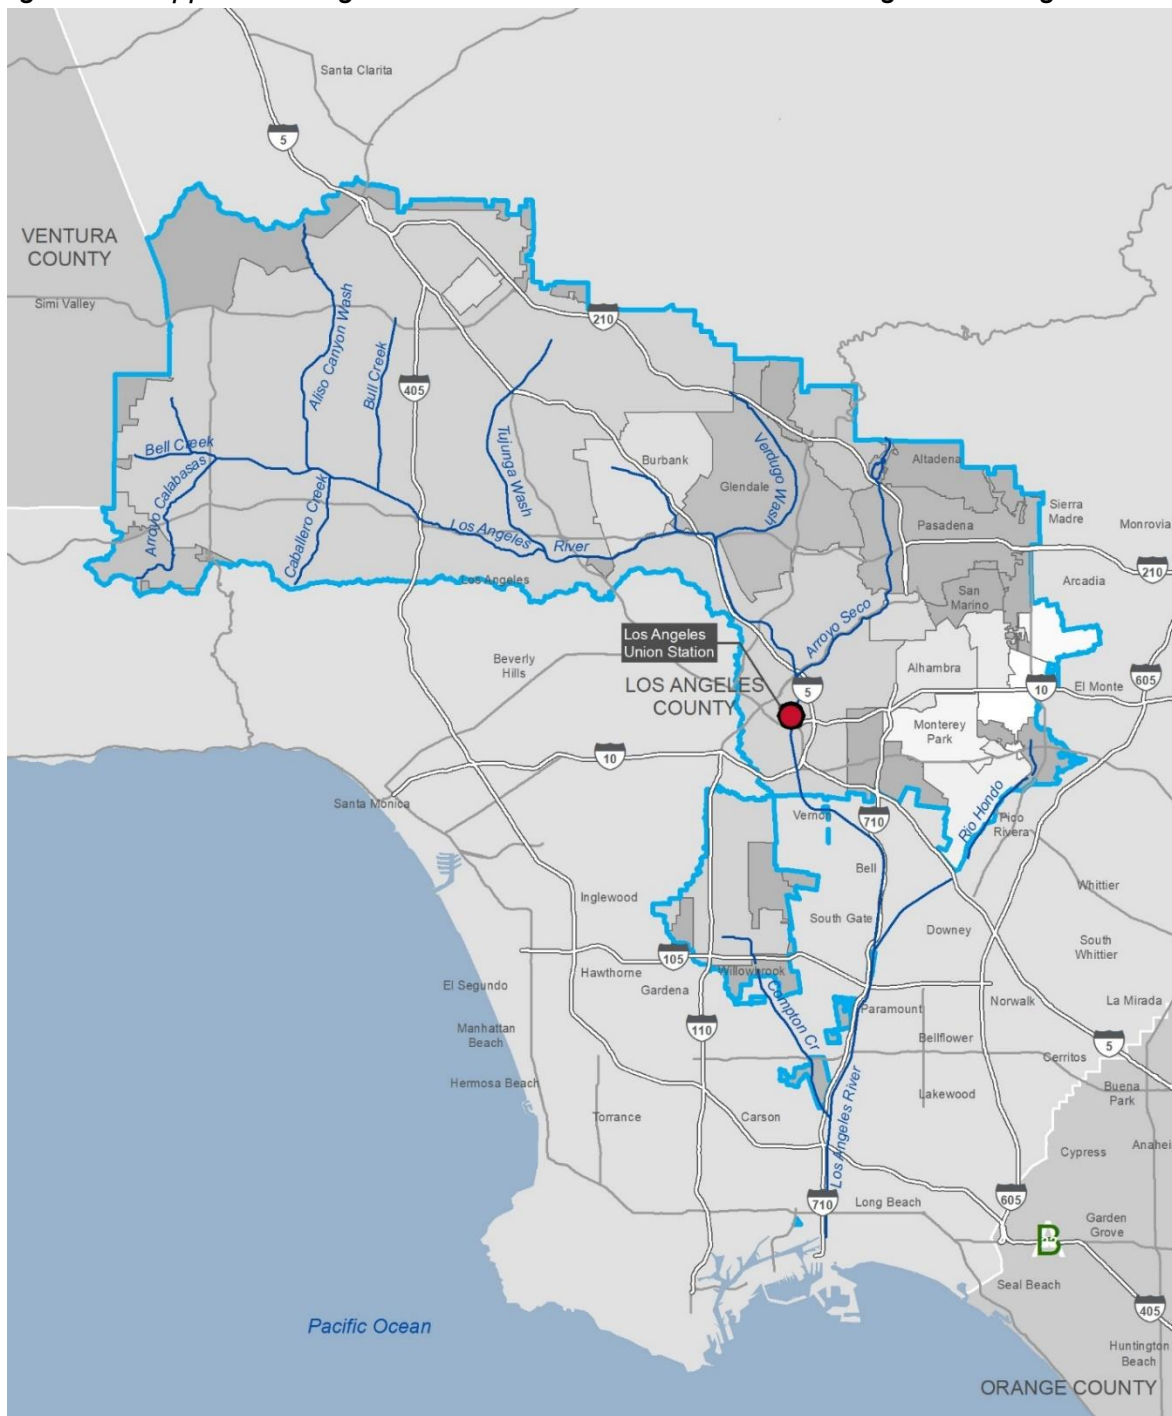 Santa Clarita
5
VENTURA
COUNTY
Simi Valley
210
Aliso Canyon Wash
Bull Creek
405
Bell Creek
Arroyo Calabasas
Caballero Creek
Tujunga Wash
Burbank
Verdugo Wash
Glendale
Altadena
Pasadena
Sierra
Madre
Monrovia
210
Arcadia
Los Angeles
River
Los Angeles
San
Marino
Arroyo Seco
Los Angeles
Union Station
Beverly
Hills
LOS ANGELES
COUNTY
5
Alhambra
10
El Monte
605
Monterey
Park
10
Santa Monica
Vernon
710
Rio Hondo
Pico
Rivera
Bell
Whittier
Inglewood
South Gate
Downey
South
Whittier
105
Willowbrook
Hawthorne
El Segundo
Gardena
Norwalk
La Mirada
Compton Cr
Paramount
110
Manhattan
Beach
Bellflower
5
Cerritos
Hermosa Beach
Lakewood
Buena
Park
Torrance
Carson
Los Angeles River
Cypress
Anahei
710
Long Beach
605
Garden
Grove
B
Seal Beach
405
Pacific Ocean
Huntington
Beach
ORANGE COUNTY